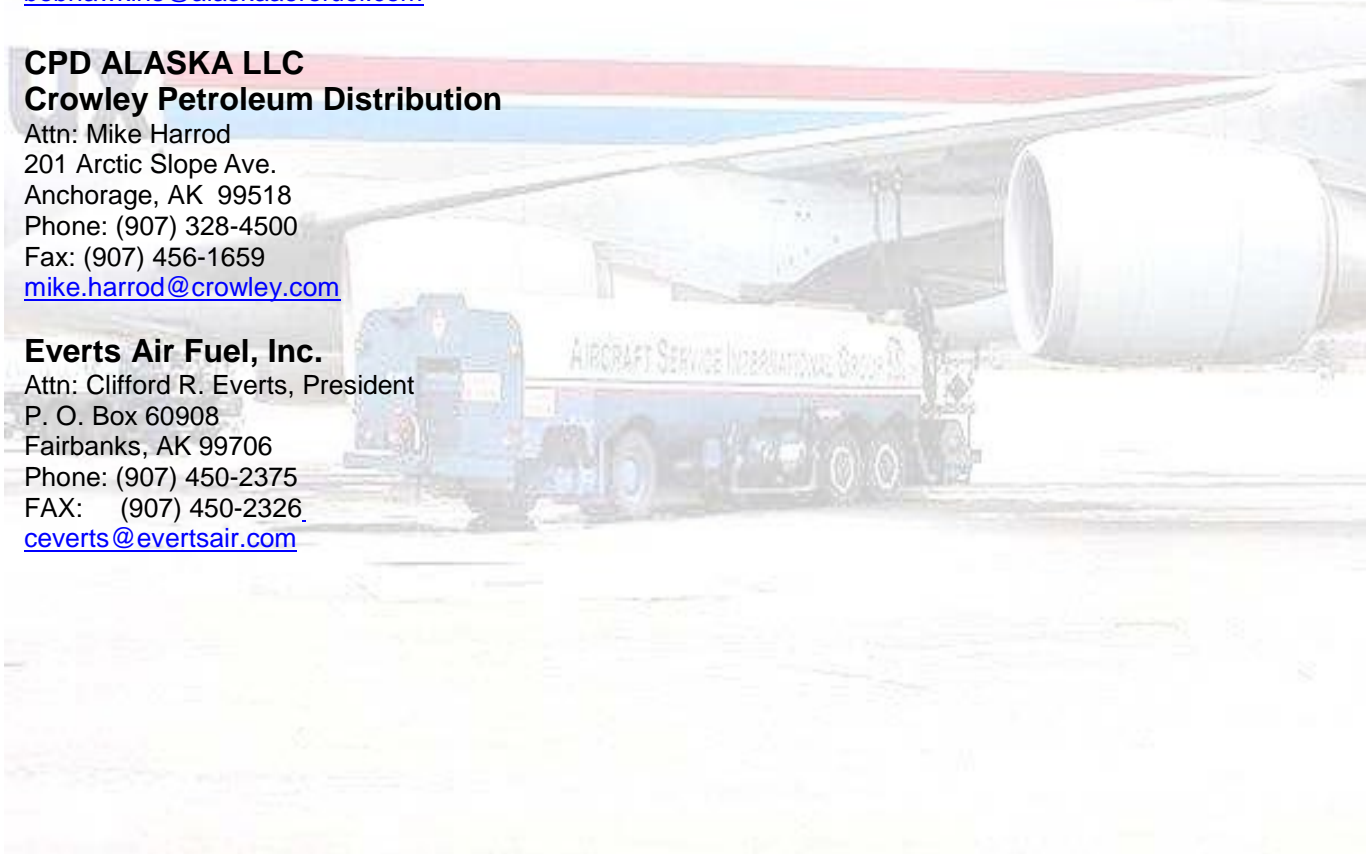 CPD ALASKA LLC
Crowley Petroleum Distribution
Attn: Mike Harrod
201 Arctic Slope Ave.
Anchorage, AK 99518
Phone: (907) 328-4500
Fax: (907) 456-1659
mike.harrod@crowley.com
Everts Air Fuel, Inc.
Attn: Clifford R. Everts, President
P. O. Box 60908
Fairbanks, AK 99706
Phone: (907) 450-2375
FAX: (907) 450-2326
ceverts@evertsair.com
AIRCRAFT SERVICE INTERNATIONAL GROUP